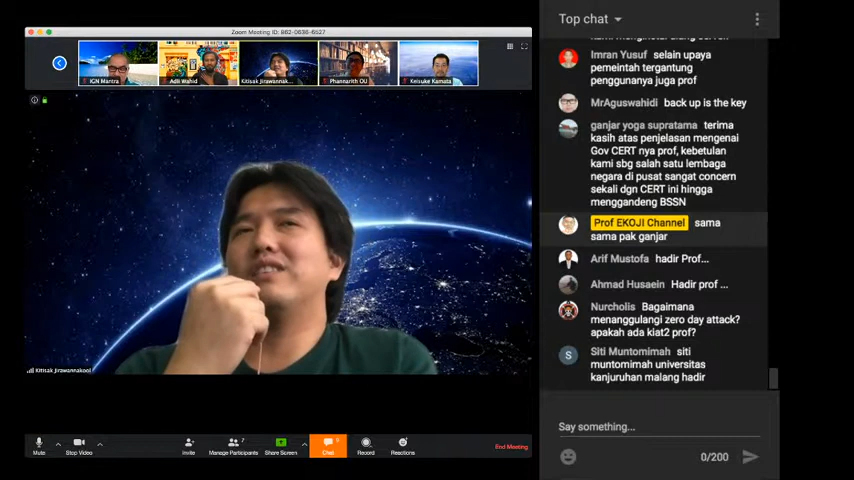 Zoom Meeting ID: 862-0636-6527
IGN Mantra
Adli Wahid
Kitisak Jirawannak...
Phannarith OU
Keisuke Kamata
Kitisak Jirawannakool
Mute
Stop Video
Invite
Manage Participants
Share Screen
Chat
Record
Reactions
End Meeting
Top chat
Imran Yusuf selain upaya
pemeintah tergantung
penggunanya juga prof
MrAguswahidi back up is the key
ganjar yoga supratama terima
kasih atas penjelasan mengenai
Gov CERT nya prof, kebetulan
kami sbg salah satu lembaga
negara di pusat sangat concern
sekali dgn CERT ini hingga
menggandeng BSSN
Prof EKOJI Channel sama
sama pak ganjar
Arif Mustofa hadir Prof...
Ahmad Husaein Hadir prof ...
Nurcholis Bagaimana
menanggulangi zero day attack?
apakah ada kiat2 prof?
S
Siti Muntomimah siti
muntomimah universitas
kanjuruhan malang hadir
Say something...
0/200